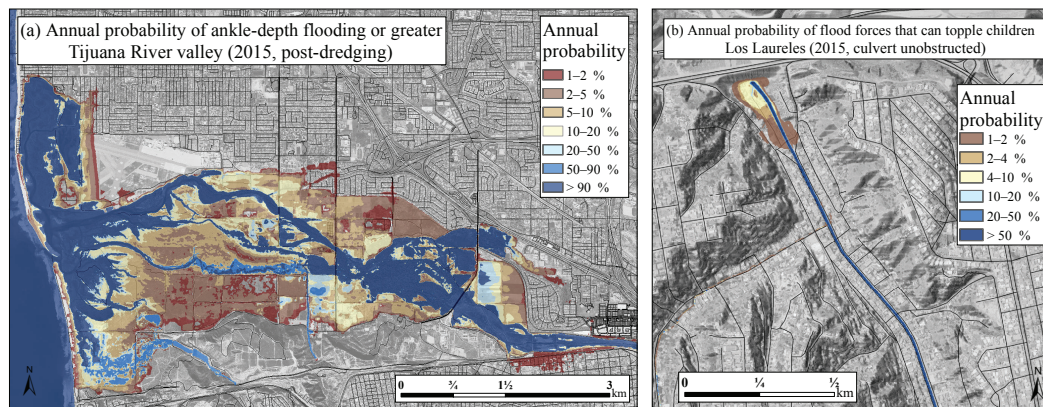 (a) Annual probability of ankle-depth flooding or greater
Tijuana River valley (2015, post-dredging)
Annual
probability
1–2 %
2–5 %
5–10 %
10–20 %
20–50 %
50–90 %
> 90 %
N
0 ¾ 1½ 3
km
(b) Annual probability of flood forces that can topple children
Los Laureles (2015, culvert unobstructed)
Annual
probability
1–2 %
2–4 %
4–10 %
10–20 %
20–50 %
> 50 %
0 ¼ ½
km
N